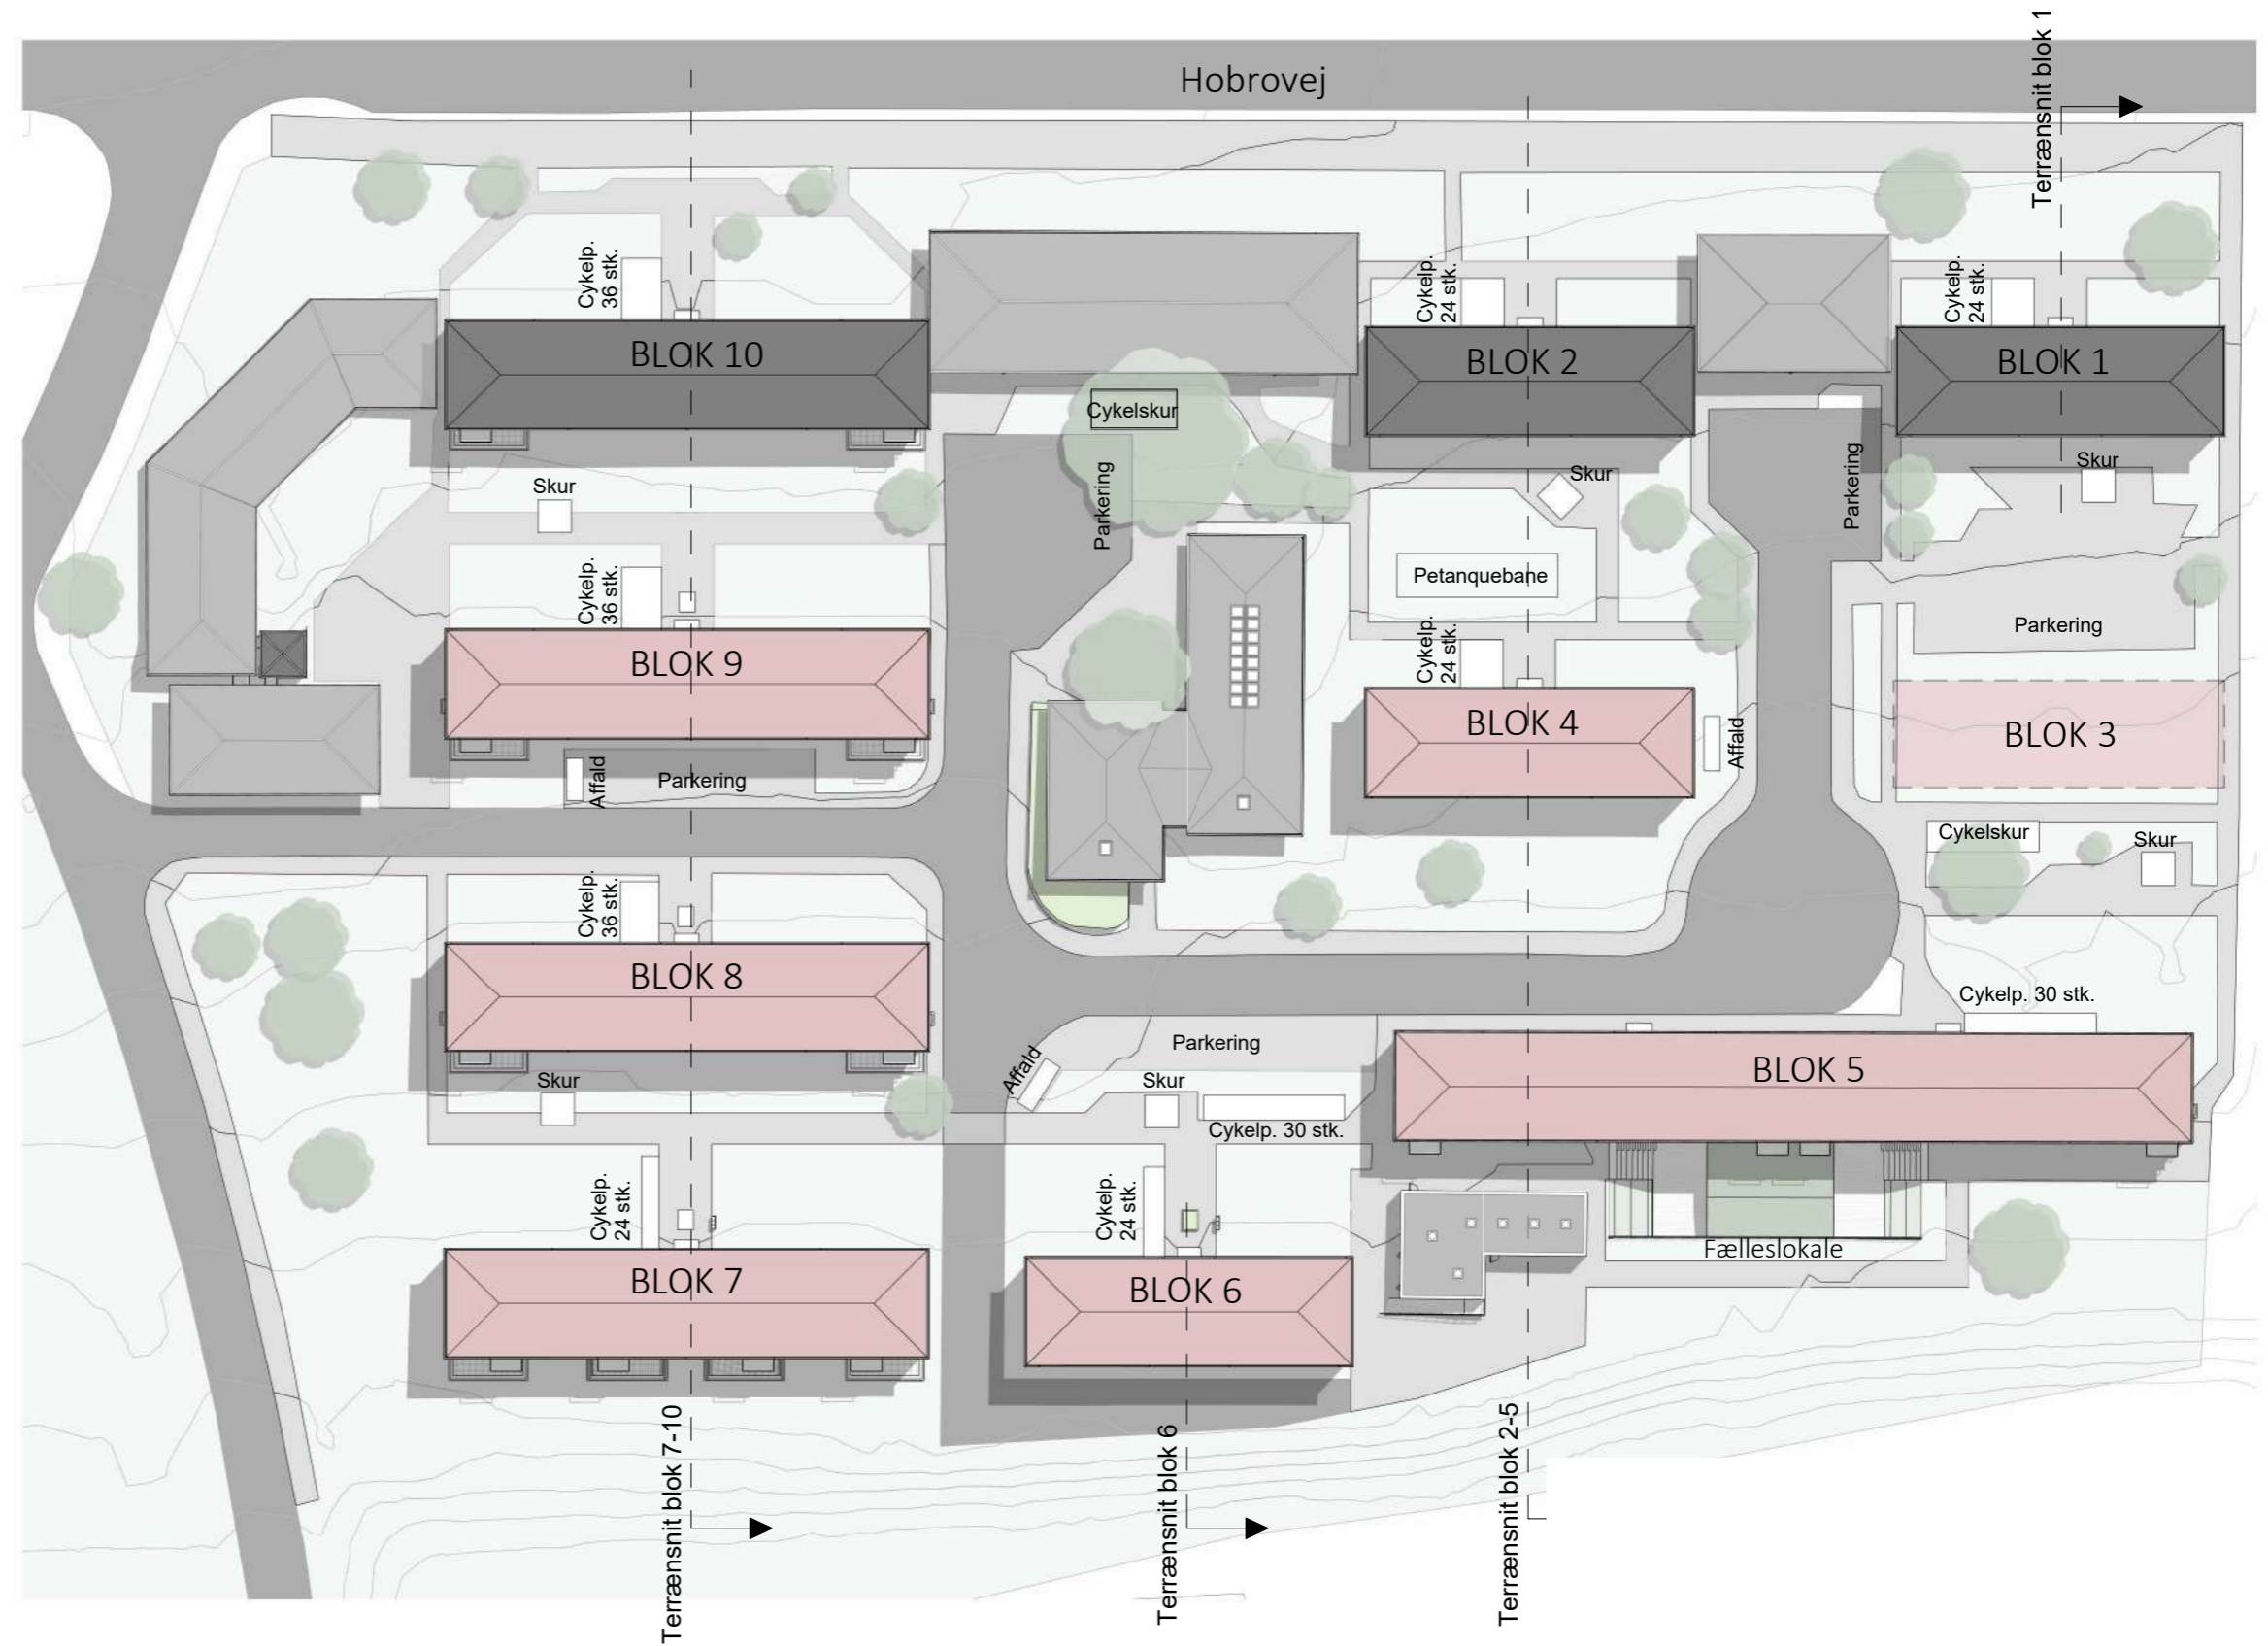 Terrænsnit blok 1
Hobrovej
Cykelp.
36 stk.
Cykelp.
24 stk.
Cykelp.
24 stk.
BLOK 10
BLOK 2
BLOK 1
Cykelskur
Parkering
Parkering
Skur
Skur
Skur
Petanquebane
Cykelp.
36 stk.
Parkering
Cykelp.
24 stk.
BLOK 9
BLOK 4
BLOK 3
Affald
Affald
Parkering
Cykelskur
Skur
Cykelp.
36 stk.
BLOK 8
Cykelp. 30 stk.
Parkering
BLOK 5
Affald
Skur
Skur
Cykelp. 30 stk.
Cykelp.
24 stk.
Cykelp.
24 stk.
Fælleslokale
BLOK 7
BLOK 6
Terrænsnit blok 7-10
Terrænsnit blok 6
Terrænsnit blok 2-5